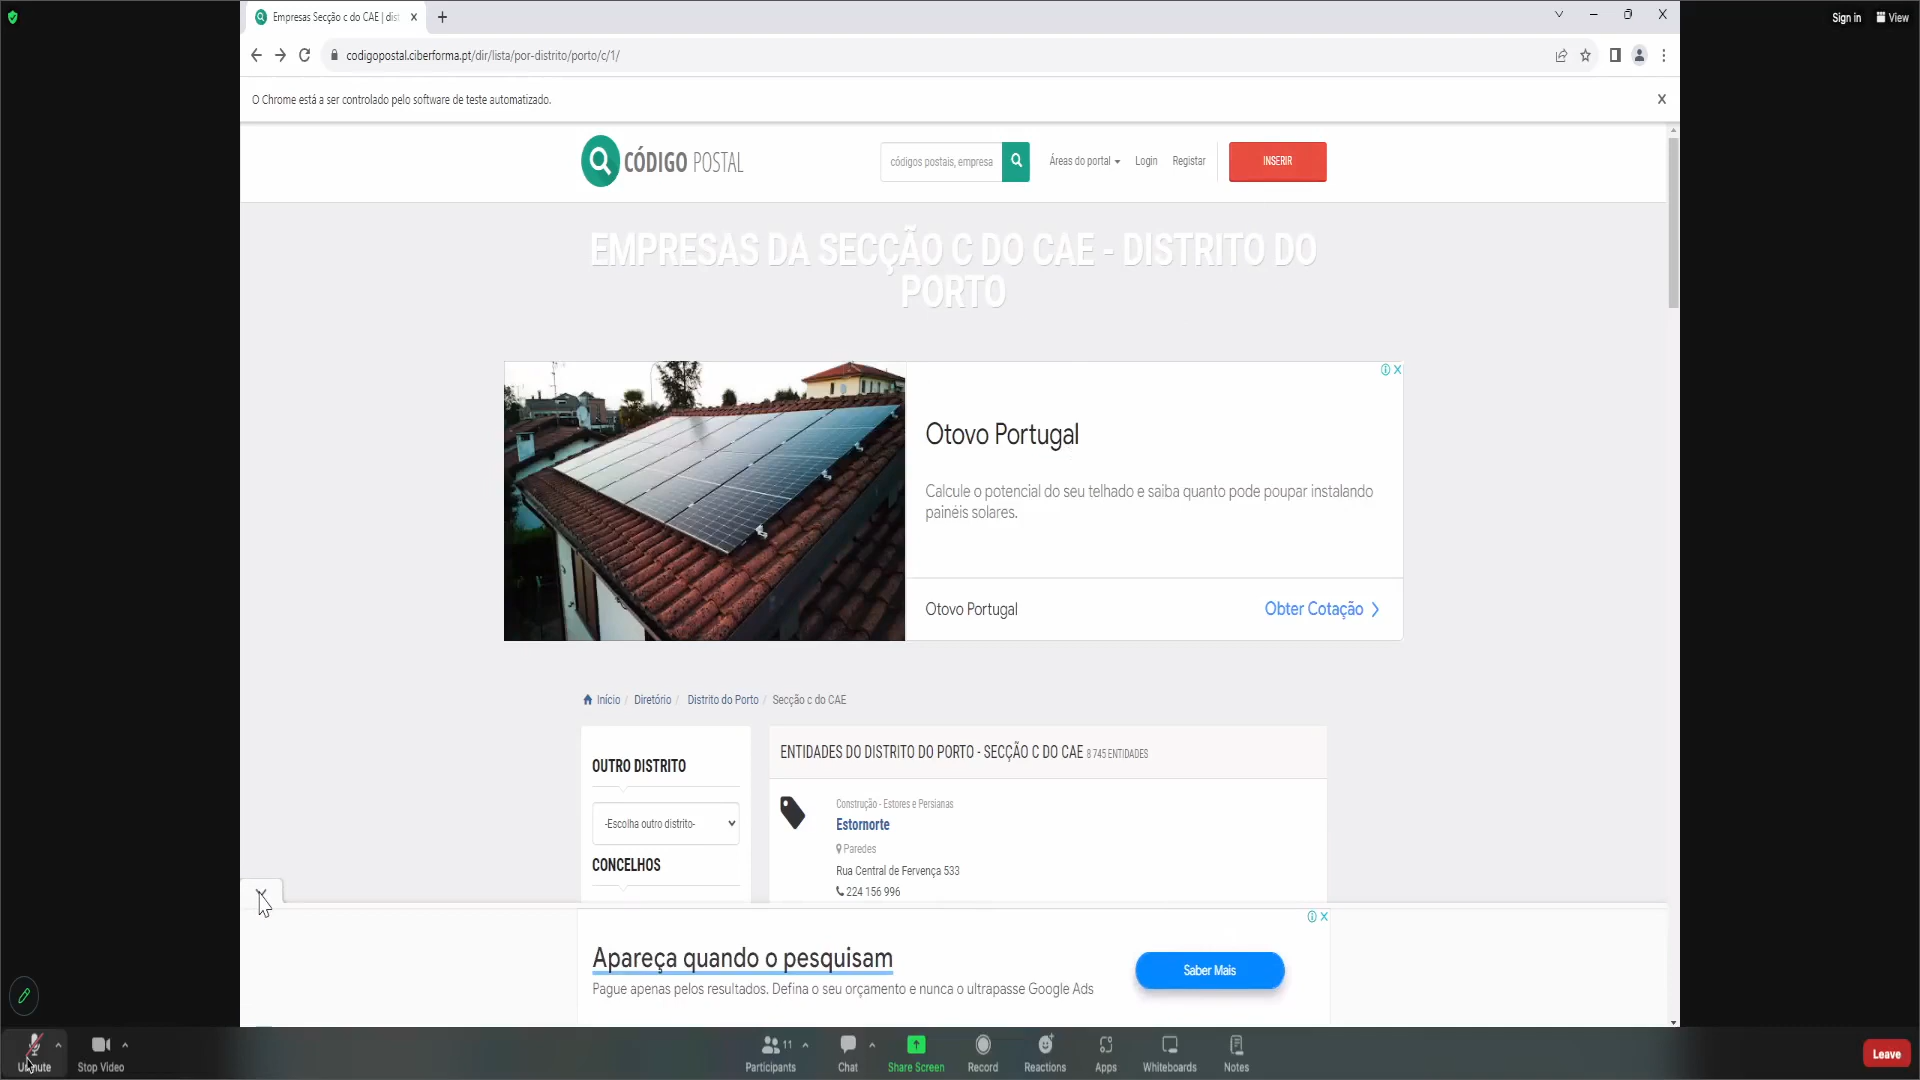 Empresas Secção c do CAE | dist
Sign in
View
codigopostal.ciberforma.pt/dir/lista/por-distrito/porto/c/1/
O Chrome está a ser controlado pelo software de teste automatizado.
CÓDIGO POSTAL
códigos postais, empresa
Áreas do portal
Login
Registar
INSERIR
EMPRESAS DA SECÇÃO C DO CAE - DISTRITO DO
PORTO
Otovo Portugal
Calcule o potencial do seu telhado e saiba quanto pode poupar instalando
painéis solares.
Otovo Portugal
Obter Cotação
Início / Diretório / Distrito do Porto / Secção c do CAE
OUTRO DISTRITO
-Escolha outro distrito-
CONCELHOS
ENTIDADES DO DISTRITO DO PORTO - SECÇÃO C DO CAE 8 745 ENTIDADES
Construção - Estores e Persianas
Estornorte
Paredes
Rua Central de Fervença 533
224 156 996
Apareça quando o pesquisam
Pague apenas pelos resultados. Defina o seu orçamento e nunca o ultrapasse Google Ads
Saber Mais
Unmute
Stop Video
11
Participants
Chat
Share Screen
Record
Reactions
Apps
Whiteboards
Notes
Leave